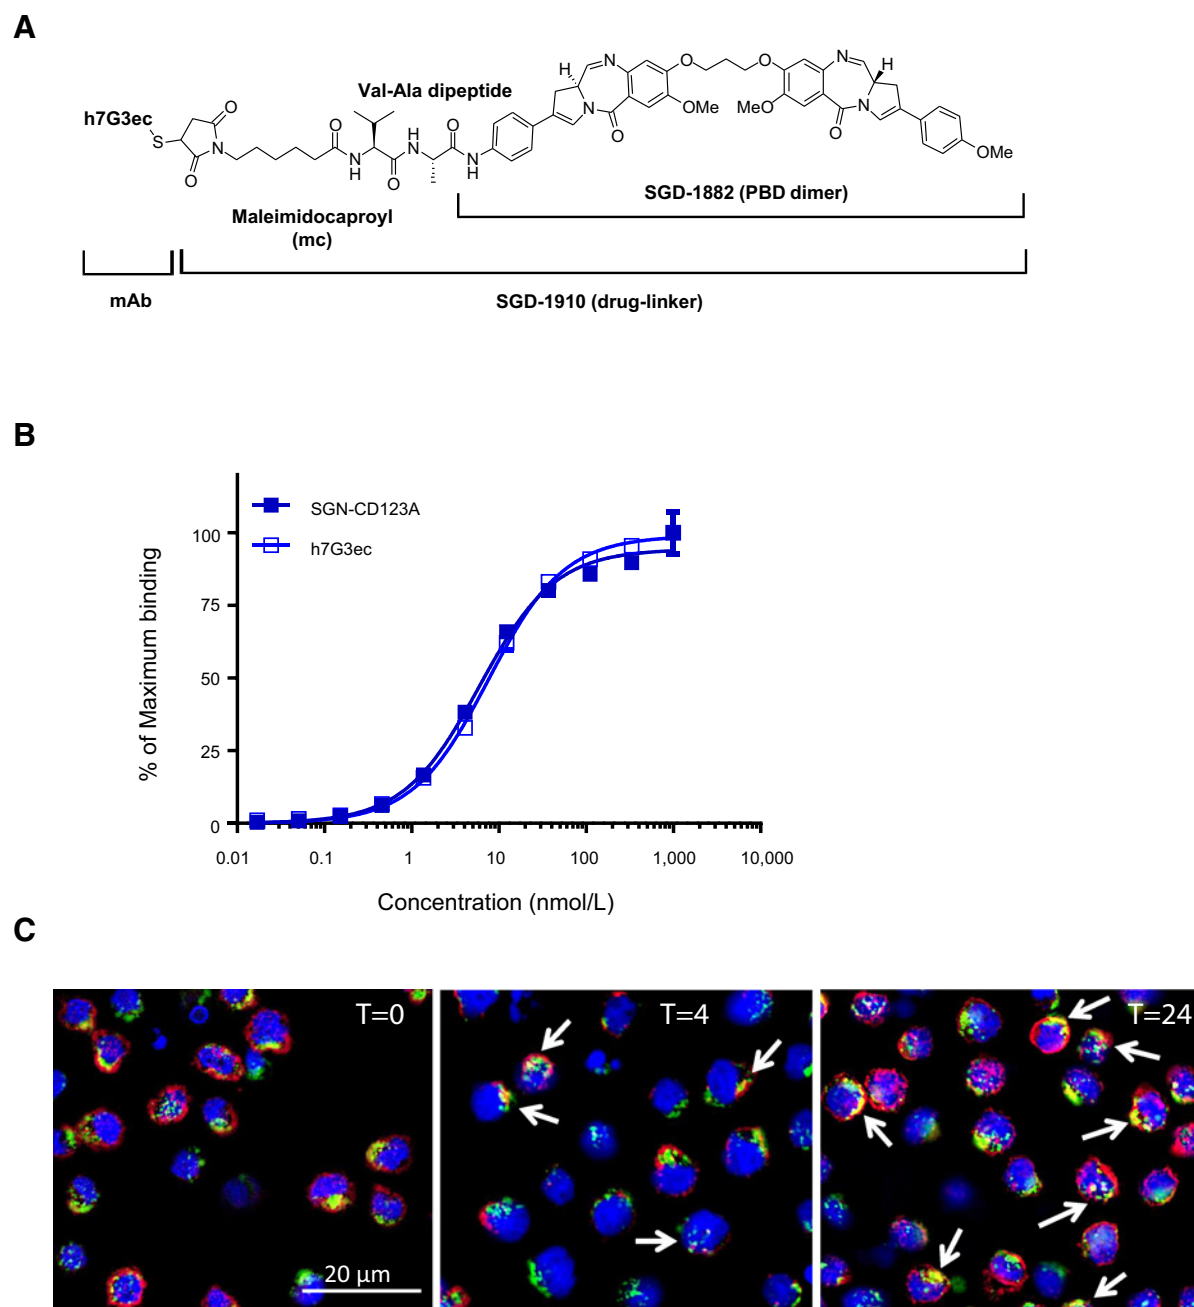 A
Val-Ala dipeptide
h7G3ec
S
O
O
N
O
N
H
O
H
N
O
N
H
H
N
N
O
OMe
O
O
MeO
N
H
N
O
OMe
SGD-1882 (PBD dimer)
Maleimidocaproyl
(mc)
mAb
SGD-1910 (drug-linker)
B
SGN-CD123A
h7G3ec
% of Maximum binding
100
75
50
25
0
0.01 0.1 1 10 100 1,000 10,000
Concentration (nmol/L)
C
T=0
T=4
T=24
20 µm